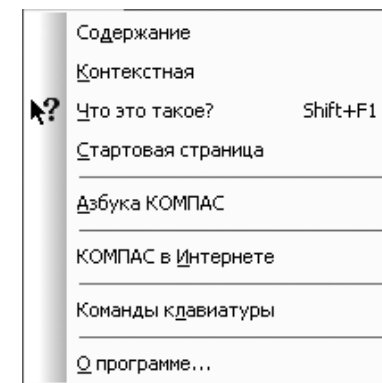 Содержание
Контекстная
Что это такое? Shift+F1
Стартовая страница
Азбука КОМПАС
КОМПАС в Интернете
Команды клавиатуры
О программе...